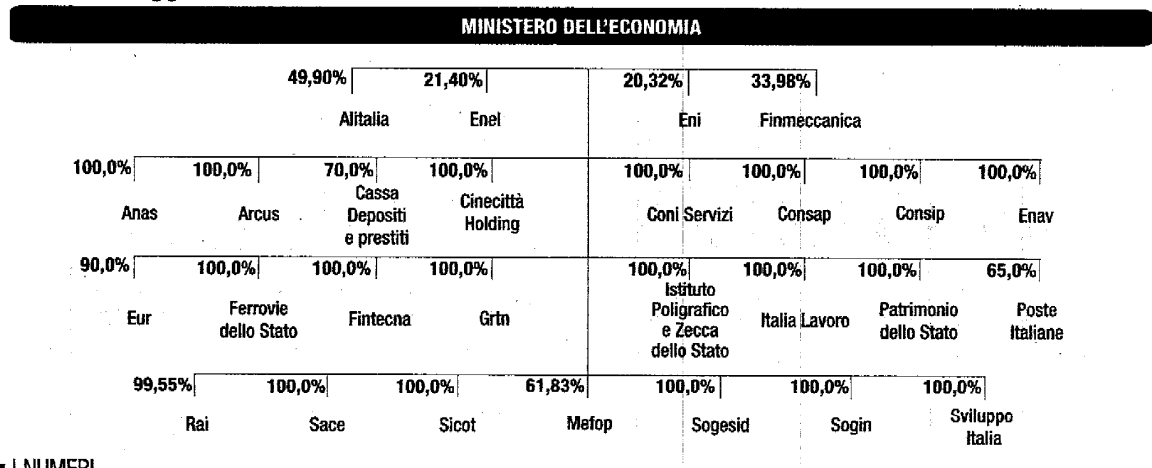 MINISTERO DELL'ECONOMIA
49,90% 21,40% 20,32% 33,98%
Alitalia Enel Eni Finmeccanica
100,0% 100,0% 70,0% 100,0% 100,0% 100,0% 100,0% 100,0%
Anas Arcus Cassa Depositi e prestiti Cinecittà Holding Coni Servizi Consap Consip Enav
90,0% 100,0% 100,0% 100,0% 100,0% 100,0% 100,0% 65,0%
Eur Ferrovie dello Stato Fintecna Grtn Istituto Poligrafico e Zecca dello Stato Italia Lavoro Patrimonio dello Stato Poste Italiane
99,55% 100,0% 100,0% 61,83% 100,0% 100,0% 100,0%
Rai Sace Sicot Mefop Sogesid Sogin Sviluppo Italia
I NUMERI